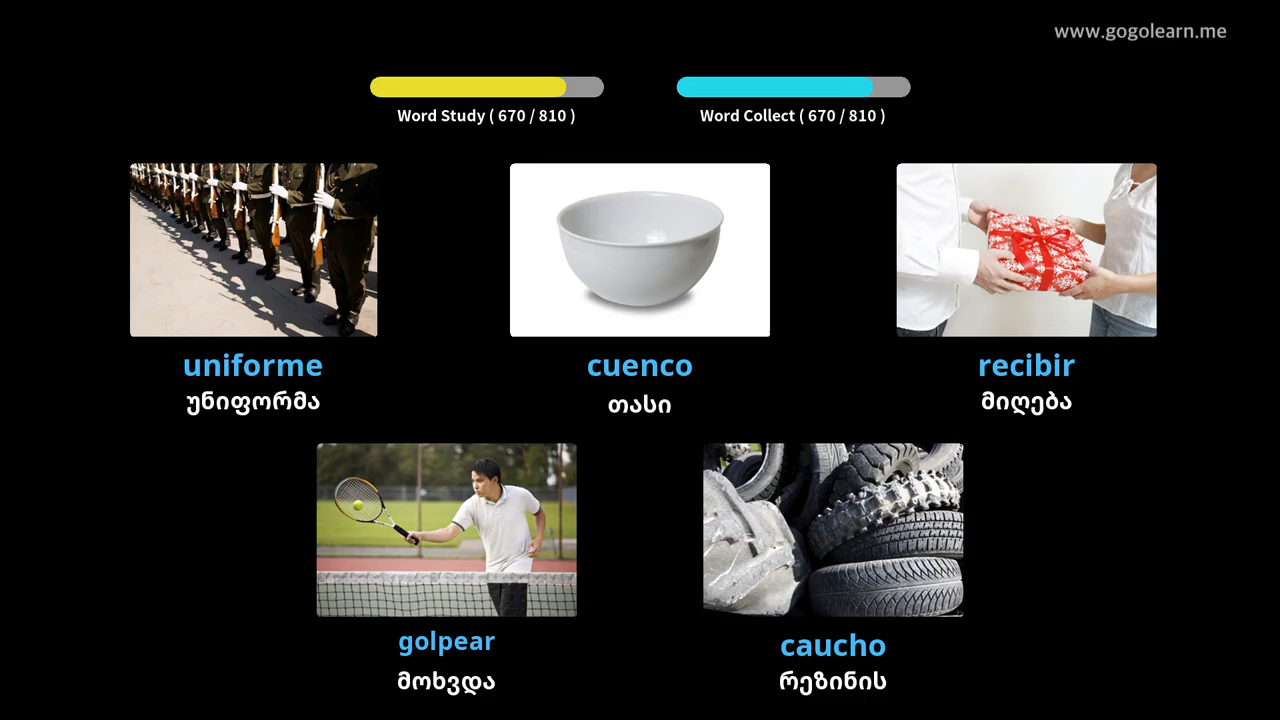 www.gogolearn.me
Word Study ( 670 / 810 )
Word Collect ( 670 / 810 )
uniforme
უნიფორმა
cuenco
თასი
recibir
მიღება
golpear
მოხვდა
caucho
რეზინის